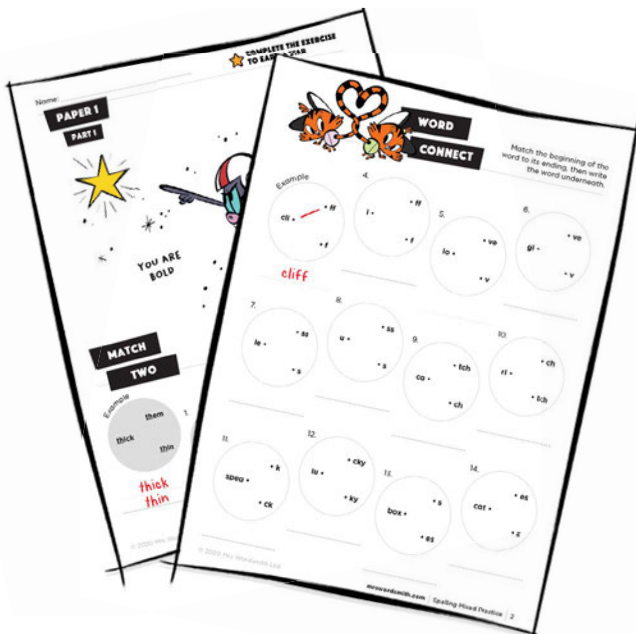 COMPLETE THE EXERCISE
Name:
PAPER 1
PART 1
YOU ARE
BOLD
MATCH
TWO
Example
them
thick
thin
1.
thick
thin
WORD
CONNECT
Match the beginning of the
word to its ending, then write
the word underneath.
Example
cli • • ff
• f
cliff
4.
i • • ff
• f
5.
lo • • ve
• v
6.
gi • • ve
• v
7.
le • • ss
• s
8.
u • • ss
• s
9.
ca • • tch
• ch
10.
ri • • ch
• tch
11.
spea • • k
• ck
12.
lu • • cky
• ky
13.
box • • s
• es
14.
cat • • es
• s
© 2020 Mrs Wordsmith Ltd.
mrswordsmith.com | Spelling Mixed Practice | 2